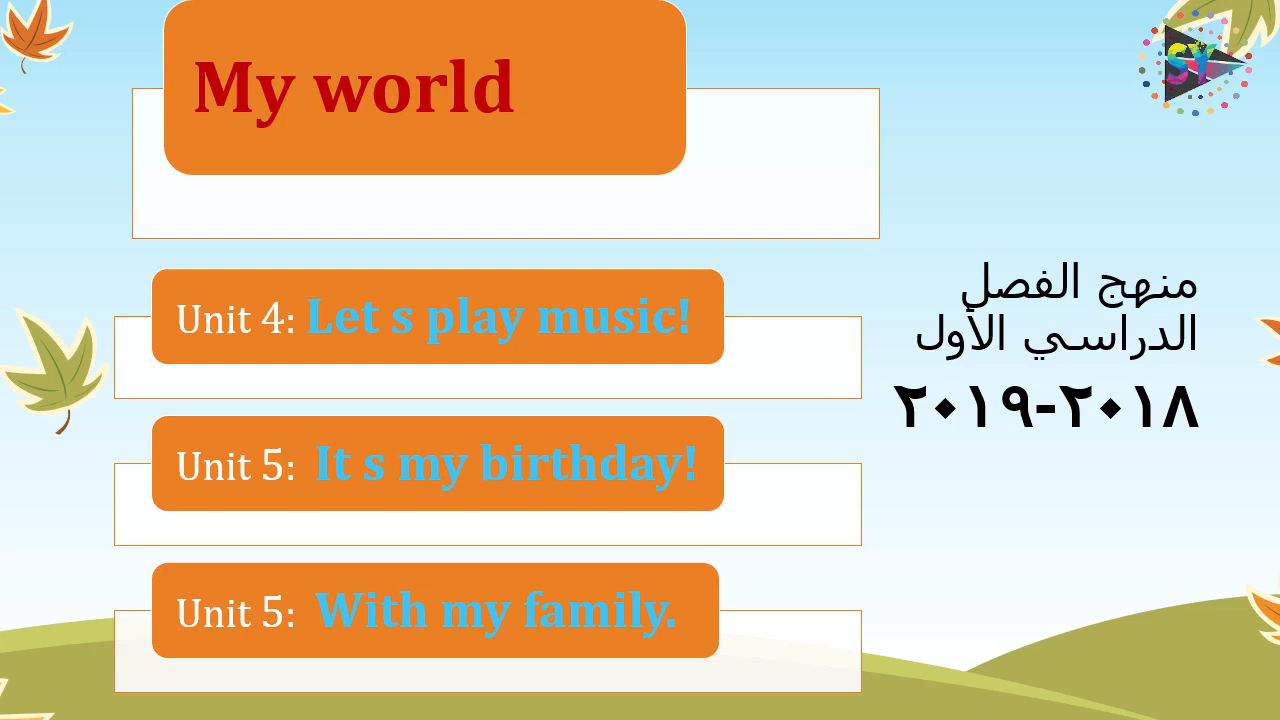 My world
Unit 4: Let s play music!
Unit 5: It s my birthday!
Unit 5: With my family.
منهج الفصل
الدراسي الأول
٢٠١٨-٢٠١٩
SY